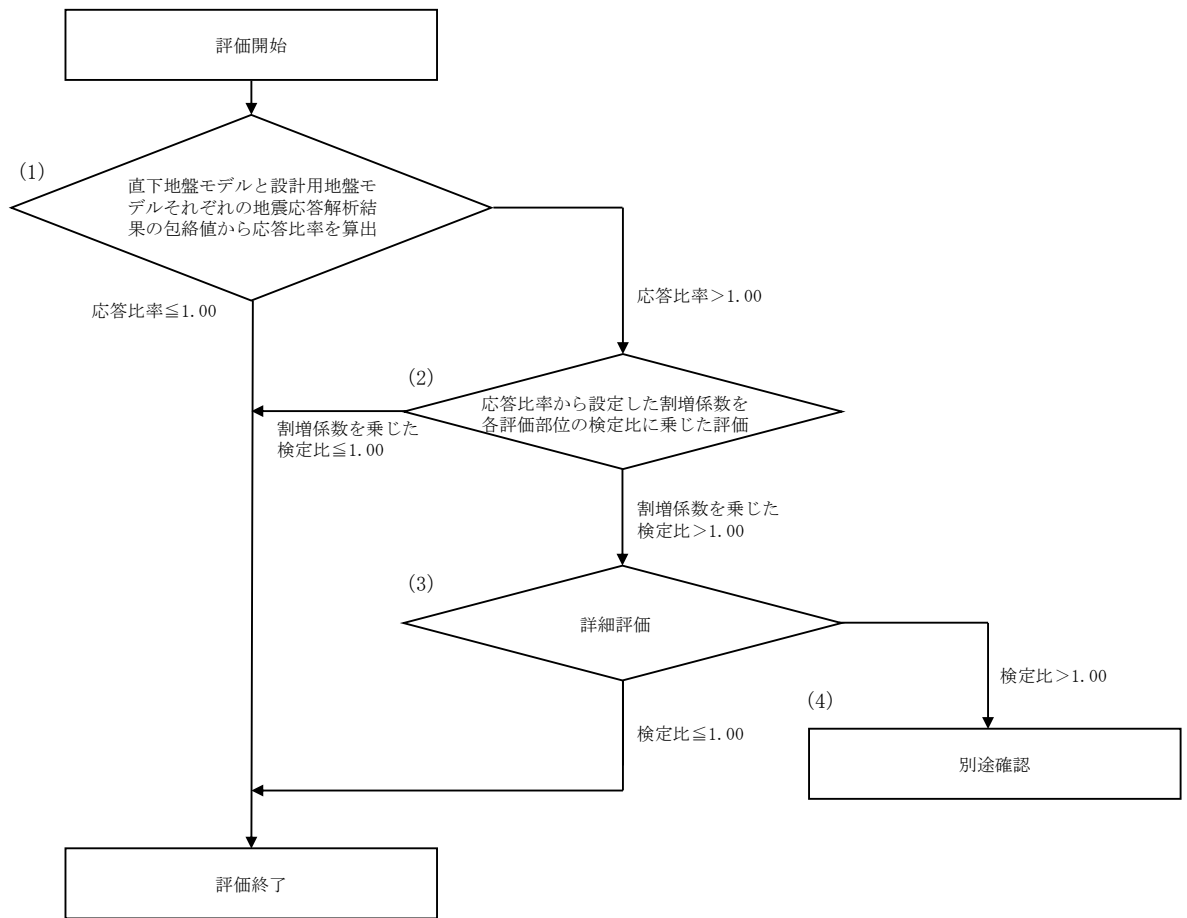 評価開始
(1)
直下地盤モデルと設計用地盤モ
デルそれぞれの地震応答解析結
果の包絡値から応答比率を算出
応答比率≦1.00
応答比率＞1.00
(2)
応答比率から設定した割増係数を
各評価部位の検定比に乗じた評価
割増係数を乗じた
検定比≦1.00
割増係数を乗じた
検定比＞1.00
(3)
詳細評価
検定比＞1.00
(4)
検定比≦1.00
別途確認
評価終了